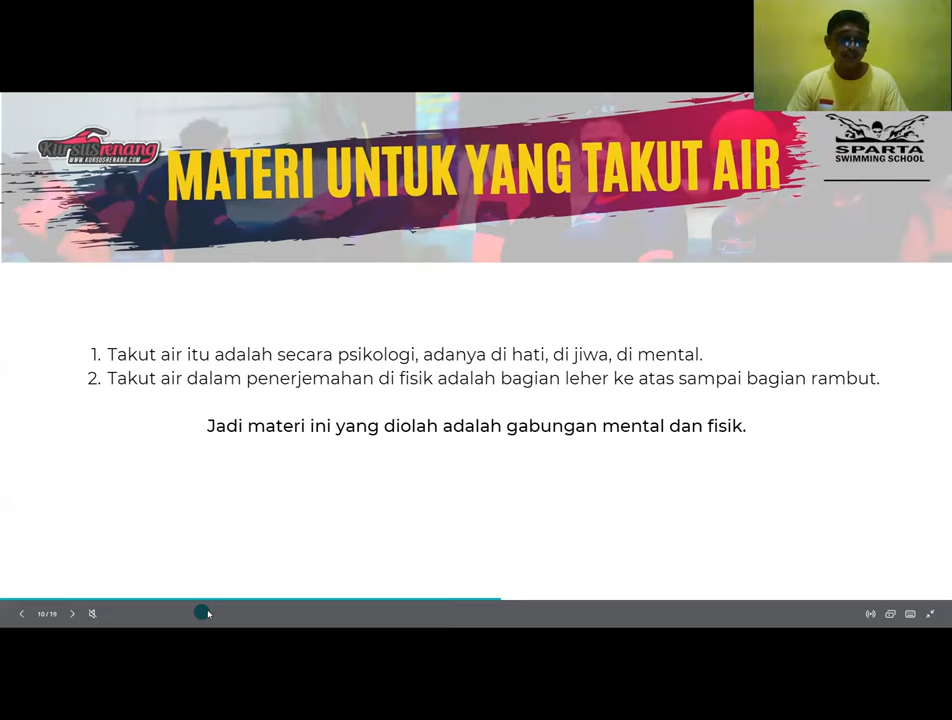 Kursusrenang
WWW.KURSUSRENANG.COM
MATERI UNTUK YANG TAKUT AIR
SPARTA
SWIMMING SCHOOL
1. Takut air itu adalah secara psikologi, adanya di hati, di jiwa, di mental.
2. Takut air dalam penerjemahan di fisik adalah bagian leher ke atas sampai bagian rambut.
Jadi materi ini yang diolah adalah gabungan mental dan fisik.
10 / 19